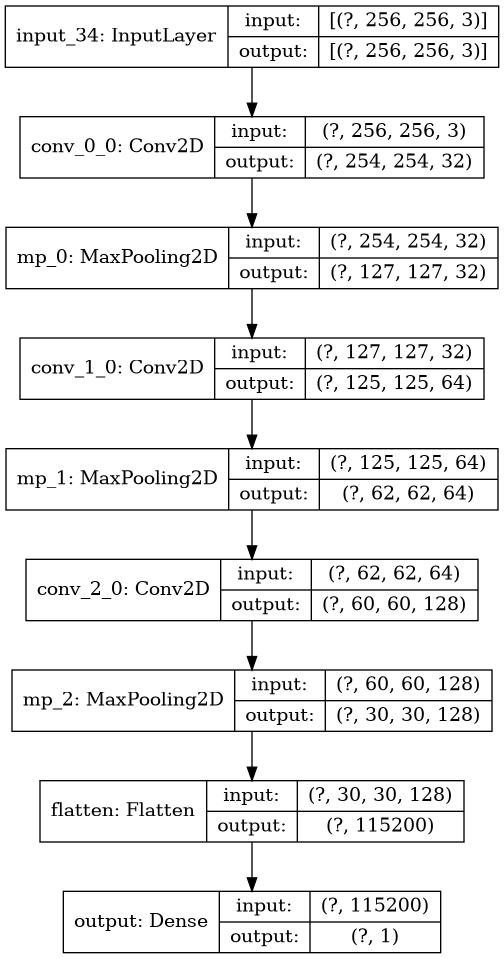 input_34: InputLayer
input: [(?, 256, 256, 3)]
output: [(?, 256, 256, 3)]
conv_0_0: Conv2D
input: (?, 256, 256, 3)
output: (?, 254, 254, 32)
mp_0: MaxPooling2D
input: (?, 254, 254, 32)
output: (?, 127, 127, 32)
conv_1_0: Conv2D
input: (?, 127, 127, 32)
output: (?, 125, 125, 64)
mp_1: MaxPooling2D
input: (?, 125, 125, 64)
output: (?, 62, 62, 64)
conv_2_0: Conv2D
input: (?, 62, 62, 64)
output: (?, 60, 60, 128)
mp_2: MaxPooling2D
input: (?, 60, 60, 128)
output: (?, 30, 30, 128)
flatten: Flatten
input: (?, 30, 30, 128)
output: (?, 115200)
output: Dense
input: (?, 115200)
output: (?, 1)